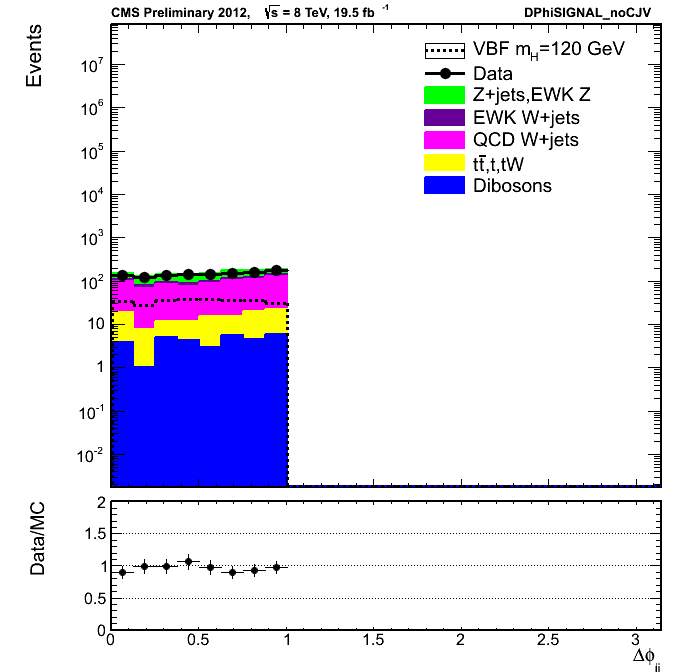 CMS Preliminary 2012, √s = 8 TeV, 19.5 fb⁻¹ DPhiSIGNAL_noCJV
Events
10⁷
10⁶
10⁵
10⁴
10³
10²
10
1
10⁻¹
10⁻²
VBF m_H=120 GeV
Data
Z+jets,EWK Z
EWK W+jets
QCD W+jets
tt̄,t,tW
Dibosons
Data/MC
2
1.5
1
0.5
0
0 0.5 1 1.5 2 2.5 3
Δϕ_jj